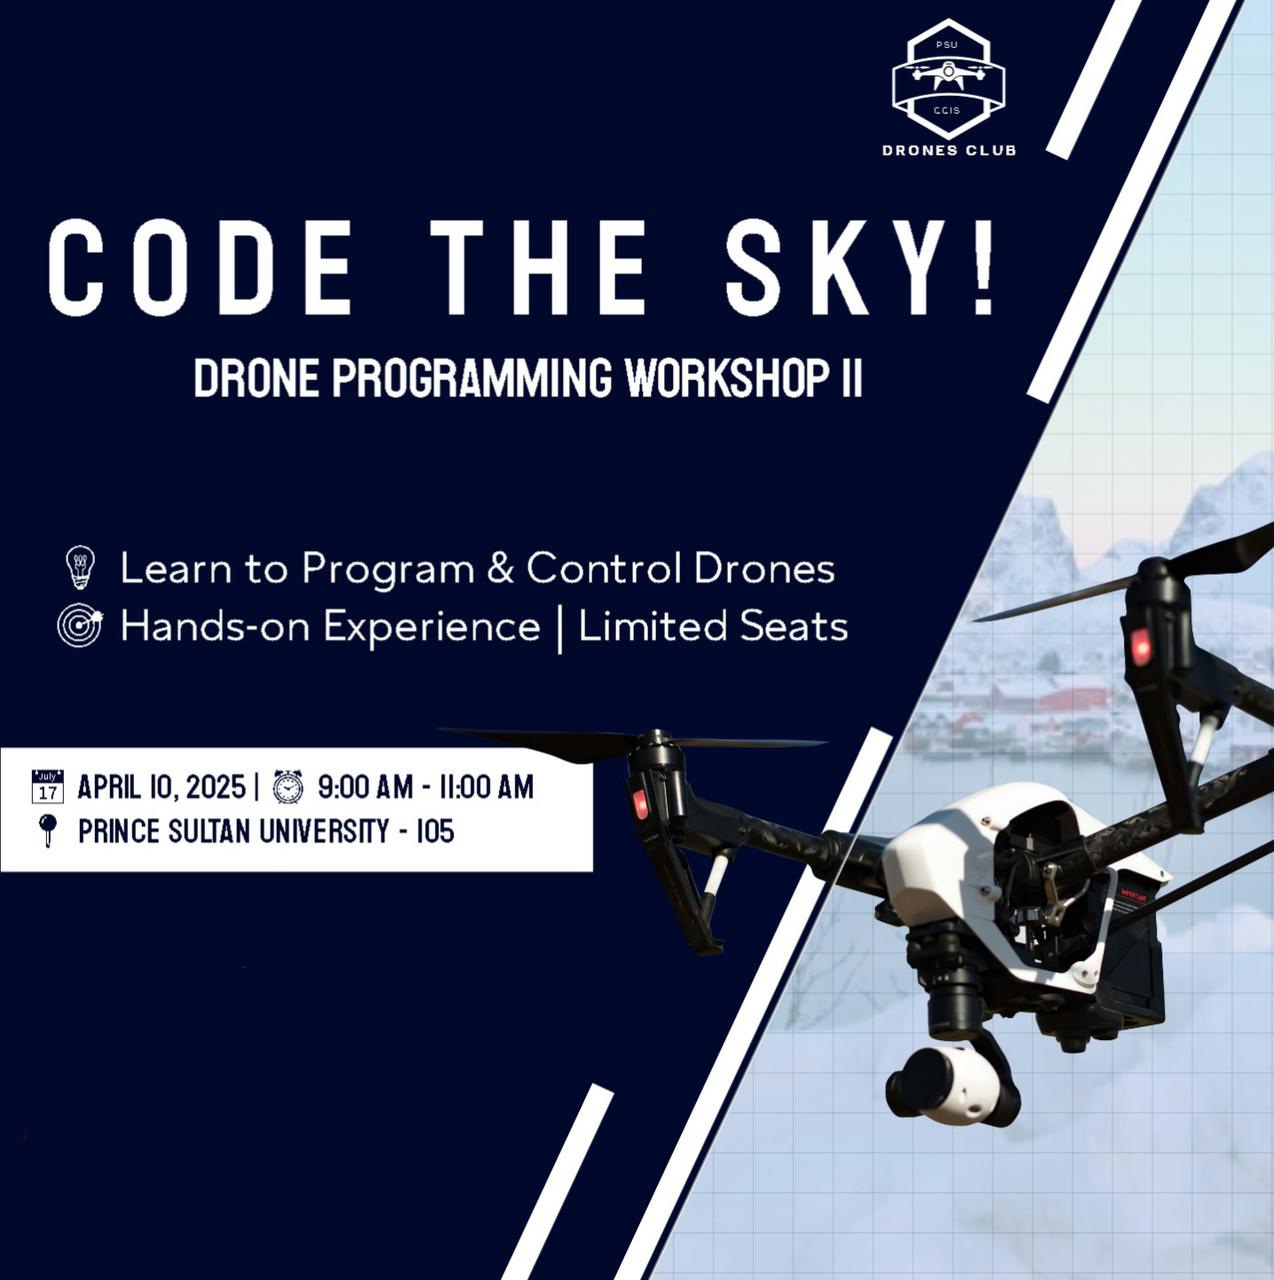 PSU
CCIS
DRONES CLUB
CODE THE SKY!
DRONE PROGRAMMING WORKSHOP II
Learn to Program & Control Drones
Hands-on Experience | Limited Seats
July
17
APRIL 10, 2025 | 9:00 AM - 11:00 AM
PRINCE SULTAN UNIVERSITY - 105
IMPORTANT